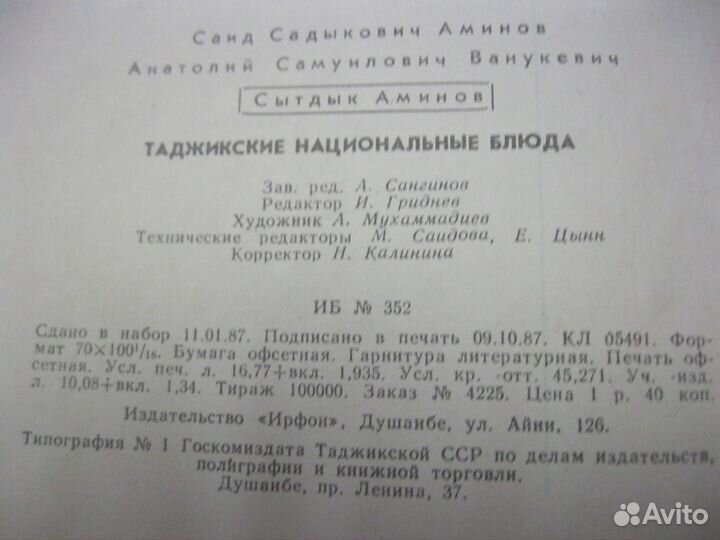 Саид Садыкович Аминов
Анатолий Самуилович Ванукевич
Сытдык Аминов
ТАДЖИКСКИЕ НАЦИОНАЛЬНЫЕ БЛЮДА
Зав. ред. А. Сангинов
Редактор И. Гриднев
Художник А. Мухаммадиев
Технические редакторы М. Саидова, Е. Цынн
Корректор Н. Калинина
ИБ № 352
Сдано в набор 11.01.87. Подписано в печать 09.10.87. КЛ 05491. Фор-
мат 70×100¹/₁₆. Бумага офсетная. Гарнитура литературная. Печать оф-
сетная. Усл. печ. л. 16,77+вкл. 1,935. Усл. кр. -отт. 45,271. Уч. -изд.
л. 10,08+вкл. 1,34. Тираж 100000. Заказ № 4225. Цена 1 р. 40 коп.
Издательство «Ирфон», Душанбе, ул. Айни, 126.
Типография № 1 Госкомиздата Таджикской ССР по делам издательств,
полиграфии и книжной торговли.
Душанбе, пр. Ленина, 37.
Avito